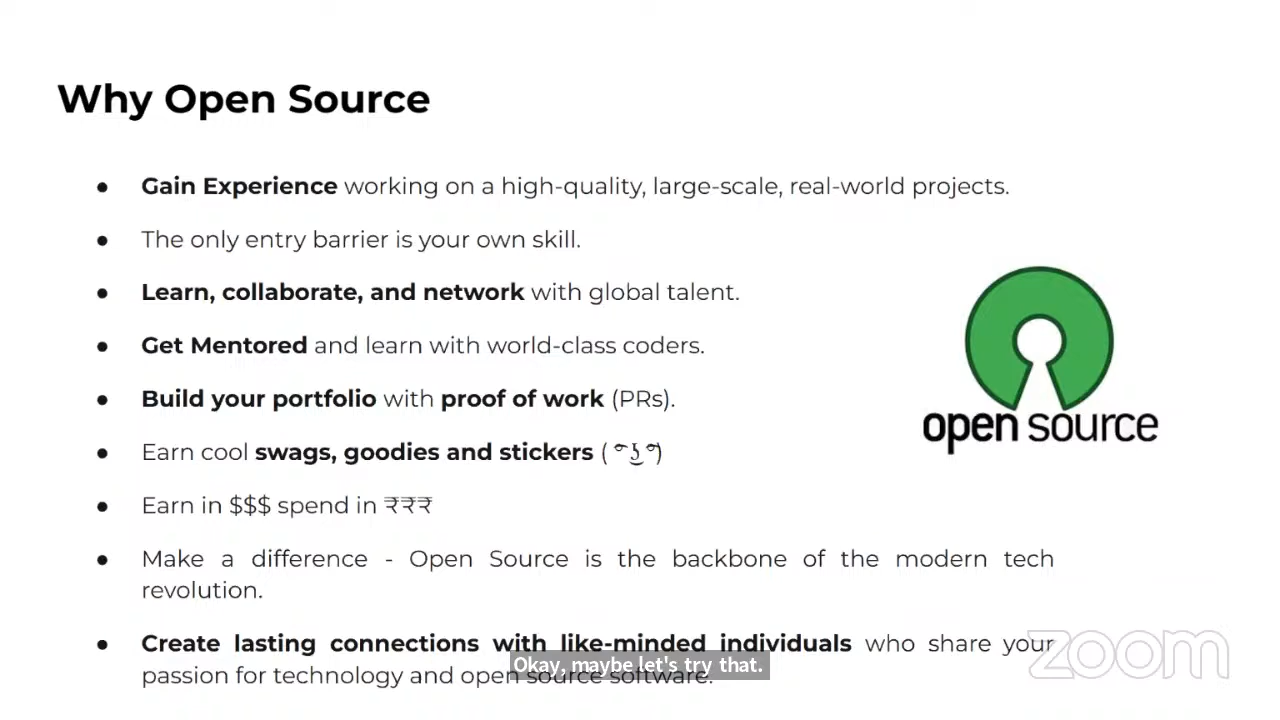 Why Open Source
● Gain Experience working on a high-quality, large-scale, real-world projects.
● The only entry barrier is your own skill.
● Learn, collaborate, and network with global talent.
● Get Mentored and learn with world-class coders.
● Build your portfolio with proof of work (PRs).
● Earn cool swags, goodies and stickers ( ͡° ͜ʖ ͡°)
● Earn in $$$ spend in ₹₹₹
● Make a difference - Open Source is the backbone of the modern tech
revolution.
● Create lasting connections with like-minded individuals who share your
passion for technology and open source software.
open source
Okay, maybe let's try that.
zoom